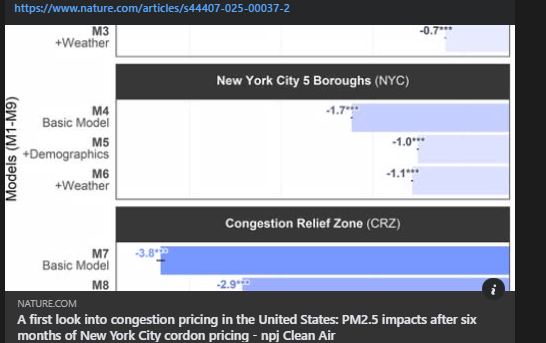 https://www.nature.com/articles/s44407-025-00037-2
M3
+Weather
-0.7***
New York City 5 Boroughs (NYC)
Models (M1-M9)
M4
Basic Model
-1.7***
M5
+Demographics
-1.0***
M6
+Weather
-1.1***
Congestion Relief Zone (CRZ)
M7
Basic Model
-3.8***
M8
-2.9***
i
NATURE.COM
A first look into congestion pricing in the United States: PM2.5 impacts after six
months of New York City cordon pricing - npj Clean Air